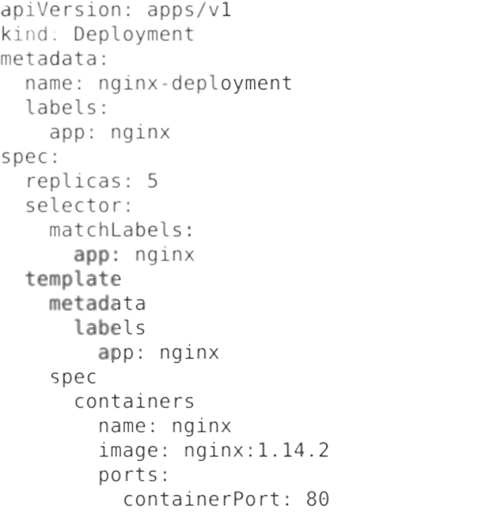 apiVersion: apps/v1
kind. Deployment
metadata:
  name: nginx-deployment
  labels:
    app: nginx
spec:
  replicas: 5
  selector:
    matchLabels:
      app: nginx
  template
    metadata
      labels
        app: nginx
    spec
      containers
        name: nginx
        image: nginx:1.14.2
        ports:
          containerPort: 80